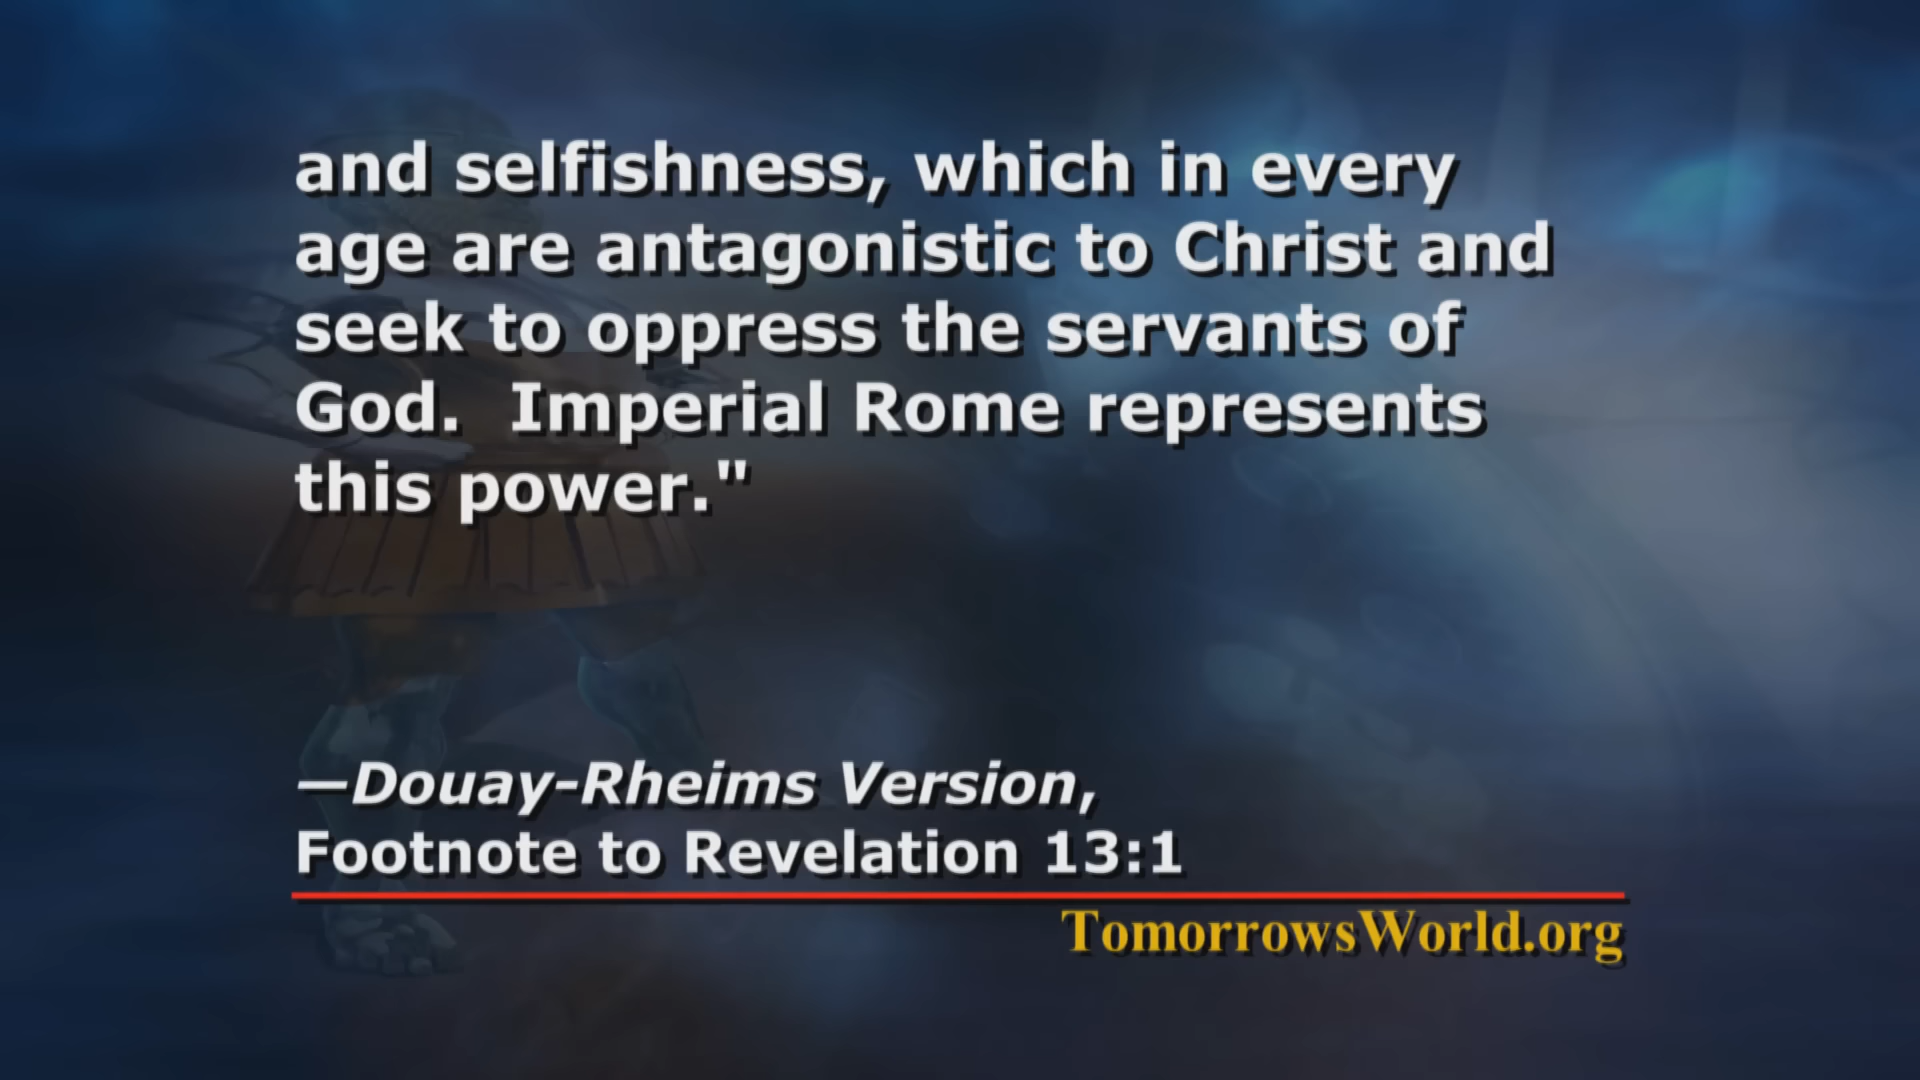 and selfishness, which in every
age are antagonistic to Christ and
seek to oppress the servants of
God.  Imperial Rome represents
this power."
—Douay-Rheims Version,
Footnote to Revelation 13:1
TomorrowsWorld.org